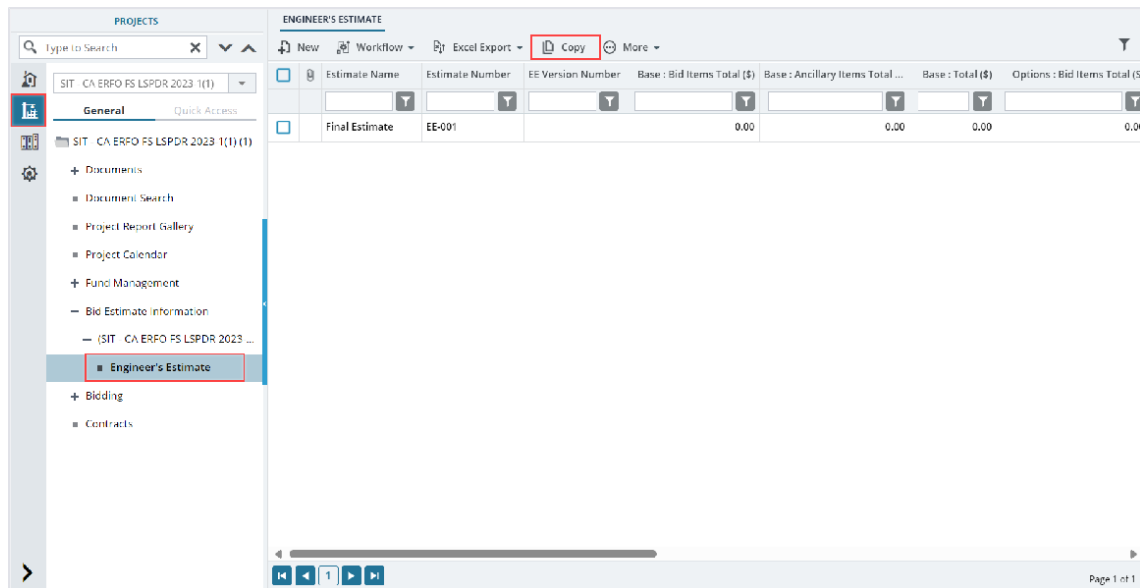 PROJECTS
Type to Search
SIT - CA ERFO FS LSPDR 2023 1(1)
General Quick Access
SIT - CA ERFO FS LSPDR 2023 1(1) (1)
Documents
Document Search
Project Report Gallery
Project Calendar
Fund Management
Bid Estimate Information
(SIT - CA ERFO FS LSPDR 2023 ...
Engineer's Estimate
Bidding
Contracts
ENGINEER'S ESTIMATE
New Workflow Excel Export Copy More
Estimate Name Estimate Number EE Version Number Base : Bid Items Total ($) Base : Ancillary Items Total ... Base : Total ($) Options : Bid Items Total ($
Final Estimate EE-001 0.00 0.00 0.00 0.00
1
Page 1 of 1